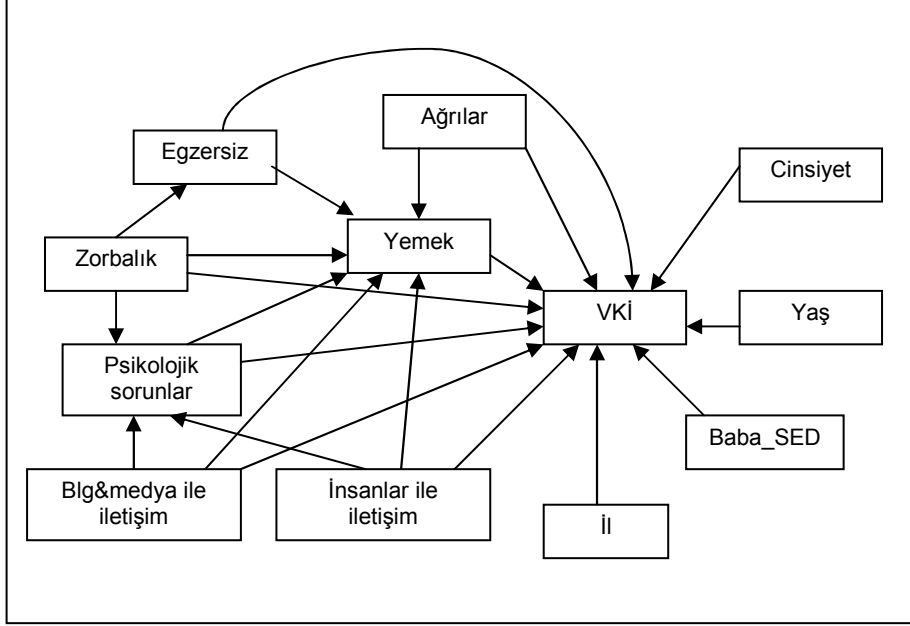 Ağrılar
Egzersiz
Cinsiyet
Yemek
Zorbalık
VKİ
Yaş
Psikolojik
sorunlar
Baba_SED
Blg&medya ile
iletişim
İnsanlar ile
iletişim
İl